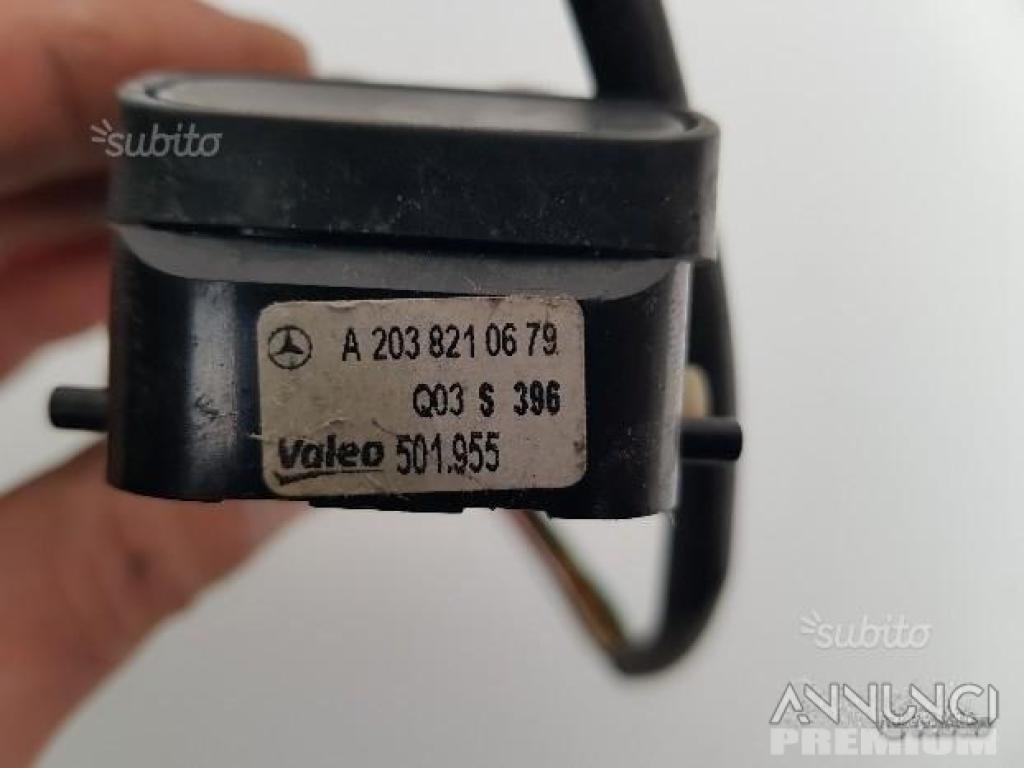 subito
A 203 821 06 79
Q03 S 396
Valeo 501.955
subito
ANNUNCI
PREMIUM